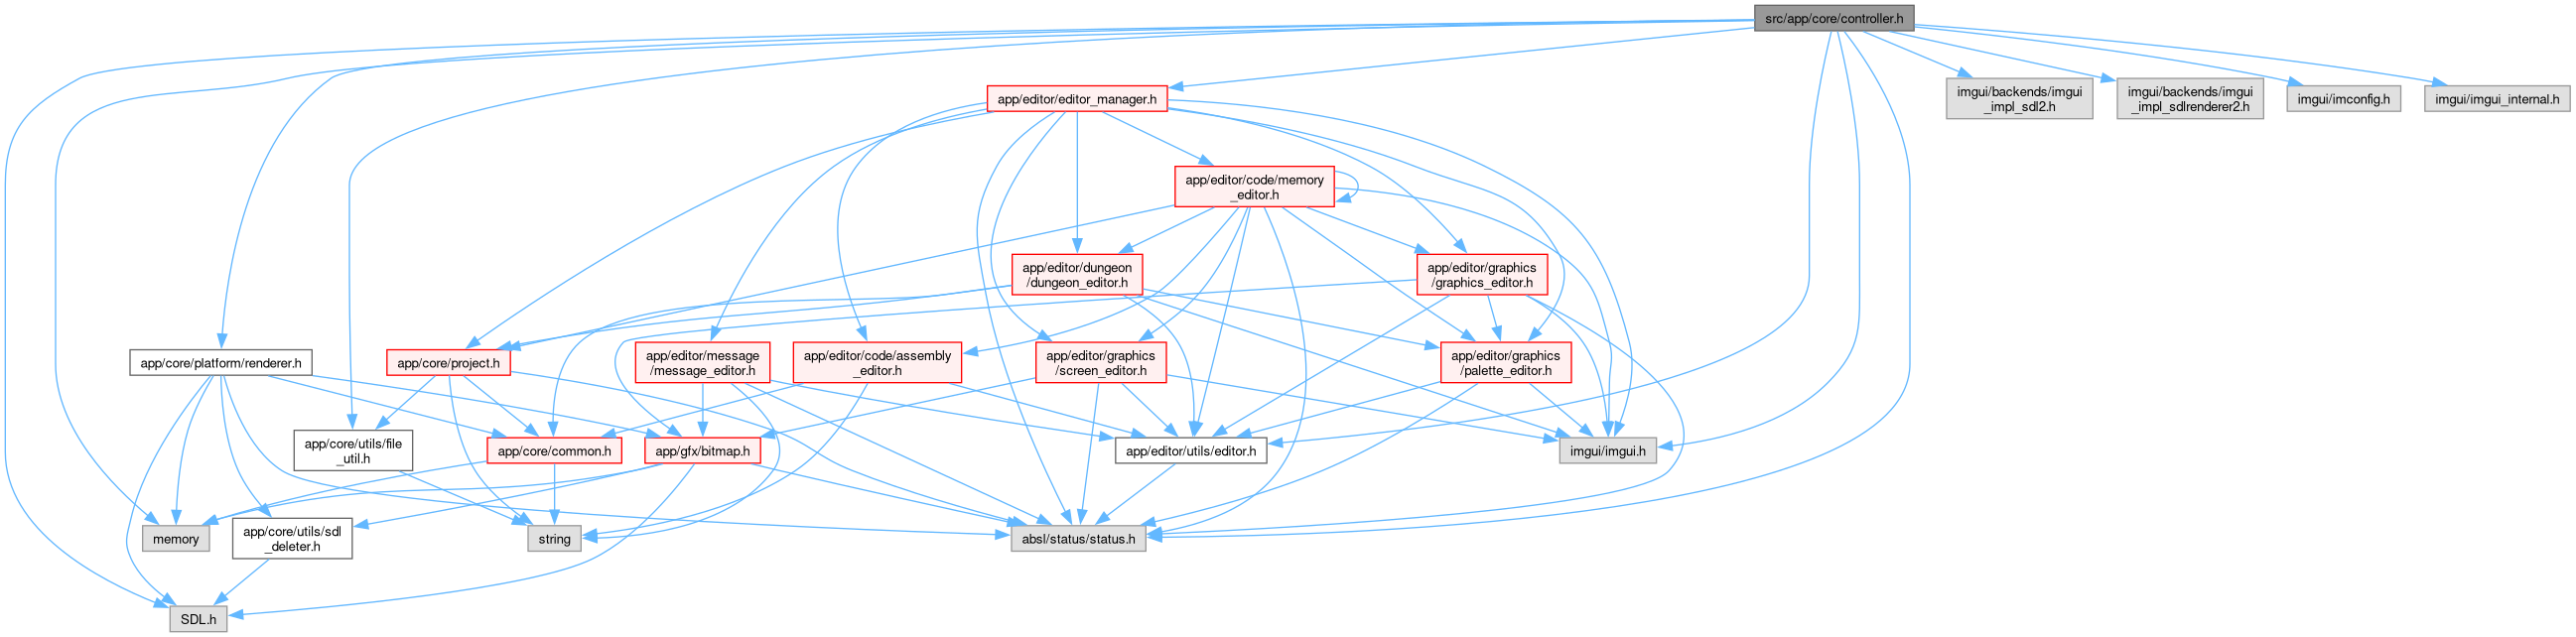 src/app/core/controller.h
app/editor/editor_manager.h
imgui/backends/imgui
_impl_sdl2.h
imgui/backends/imgui
_impl_sdlrenderer2.h
imgui/imconfig.h
imgui/imgui_internal.h
app/editor/code/memory
_editor.h
app/editor/dungeon
/dungeon_editor.h
app/editor/graphics
/graphics_editor.h
app/core/platform/renderer.h
app/core/project.h
app/editor/message
/message_editor.h
app/editor/code/assembly
_editor.h
app/editor/graphics
/screen_editor.h
app/editor/graphics
/palette_editor.h
app/core/utils/file
_util.h
app/core/common.h
app/gfx/bitmap.h
app/editor/utils/editor.h
imgui/imgui.h
memory
app/core/utils/sdl
_deleter.h
string
absl/status/status.h
SDL.h